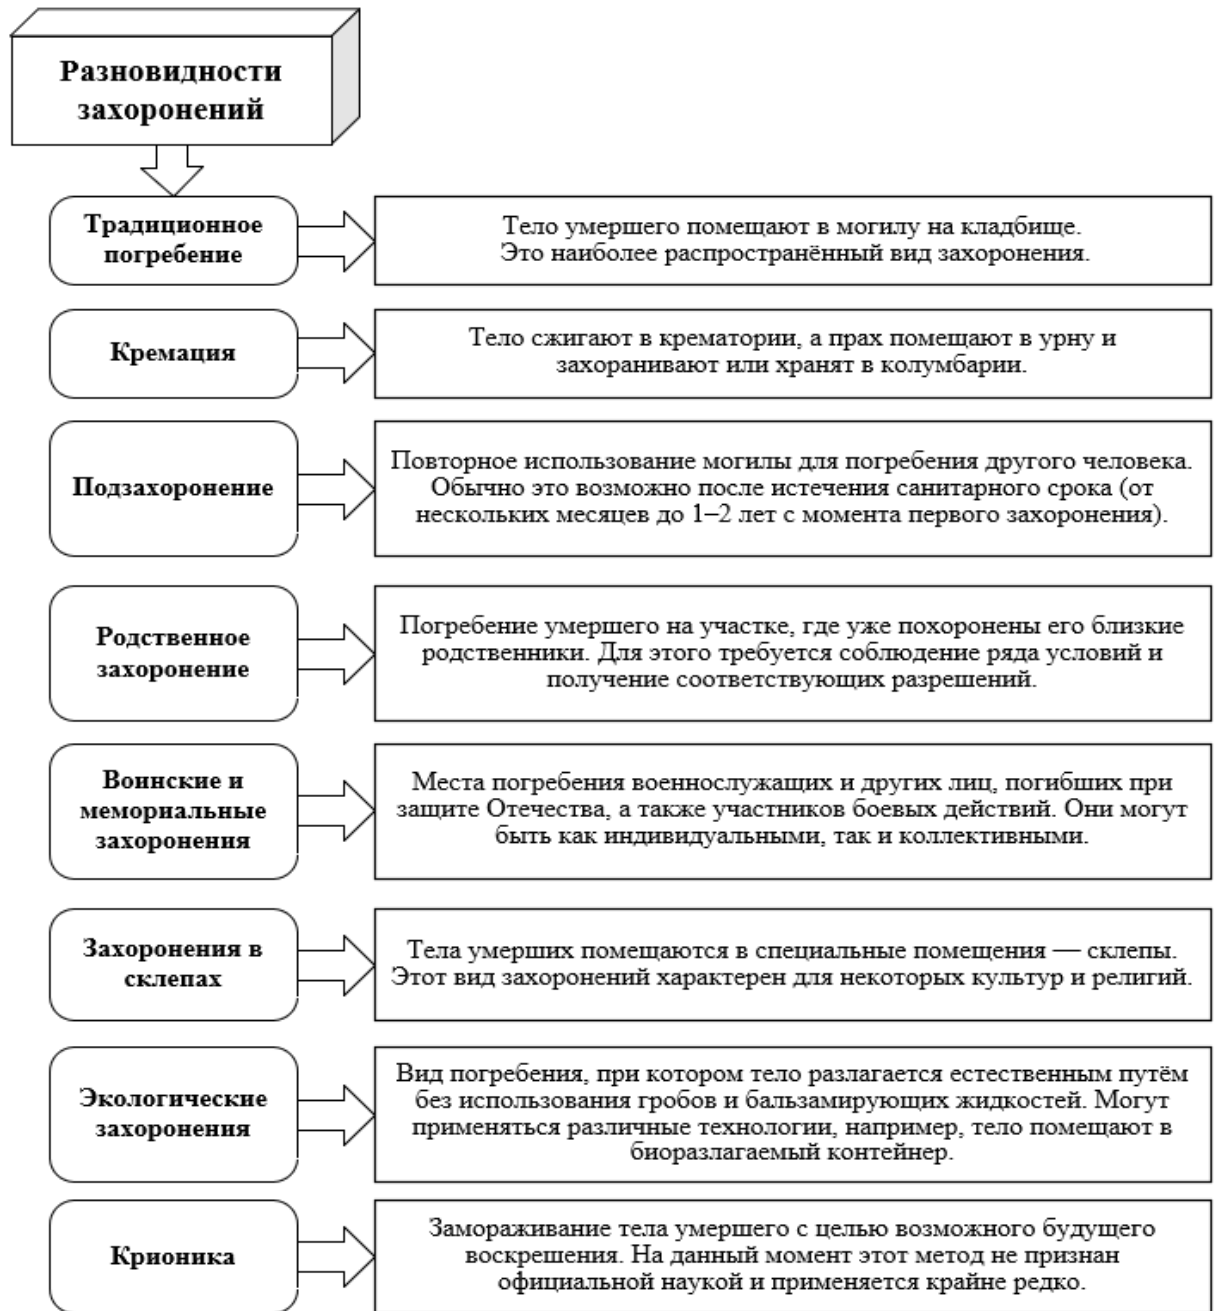 Разновидности
захоронений
Традиционное
погребение
Тело умершего помещают в могилу на кладбище.
Это наиболее распространённый вид захоронения.
Кремация
Тело сжигают в крематории, а прах помещают в урну и
захоранивают или хранят в колумбарии.
Подзахоронение
Повторное использование могилы для погребения другого человека.
Обычно это возможно после истечения санитарного срока (от
нескольких месяцев до 1–2 лет с момента первого захоронения).
Родственное
захоронение
Погребение умершего на участке, где уже похоронены его близкие
родственники. Для этого требуется соблюдение ряда условий и
получение соответствующих разрешений.
Воинские и
мемориальные
захоронения
Места погребения военнослужащих и других лиц, погибших при
защите Отечества, а также участников боевых действий. Они могут
быть как индивидуальными, так и коллективными.
Захоронения в
склепах
Тела умерших помещаются в специальные помещения — склепы.
Этот вид захоронений характерен для некоторых культур и религий.
Экологические
захоронения
Вид погребения, при котором тело разлагается естественным путём
без использования гробов и бальзамирующих жидкостей. Могут
применяться различные технологии, например, тело помещают в
биоразлагаемый контейнер.
Крионика
Замораживание тела умершего с целью возможного будущего
воскрешения. На данный момент этот метод не признан
официальной наукой и применяется крайне редко.